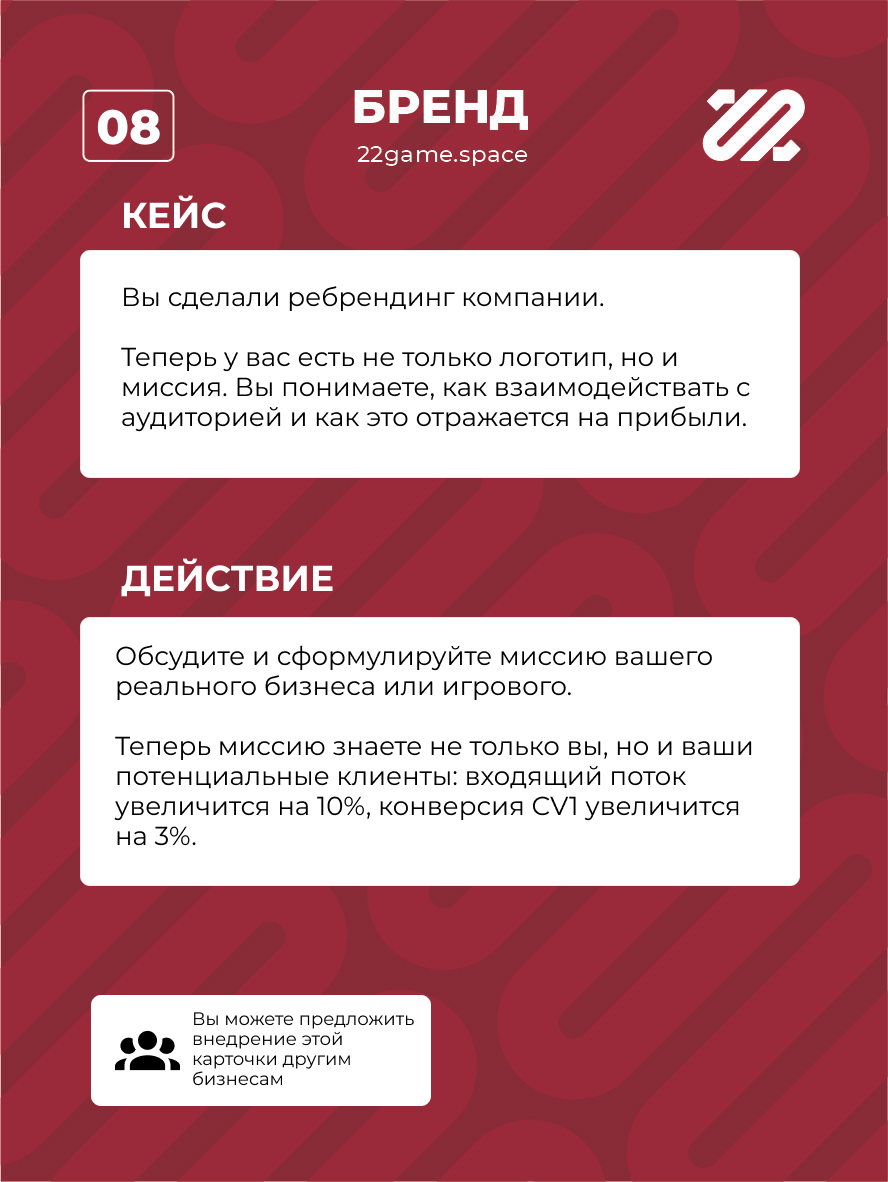 08
БРЕНД
22game.space
КЕЙС
Вы сделали ребрендинг компании.
Теперь у вас есть не только логотип, но и
миссия. Вы понимаете, как взаимодействать с
аудиторией и как это отражается на прибыли.
ДЕЙСТВИЕ
Обсудите и сформулируйте миссию вашего
реального бизнеса или игрового.
Теперь миссию знаете не только вы, но и ваши
потенциальные клиенты: входящий поток
увеличится на 10%, конверсия CV1 увеличится
на 3%.
Вы можете предложить
внедрение этой
карточки другим
бизнесам